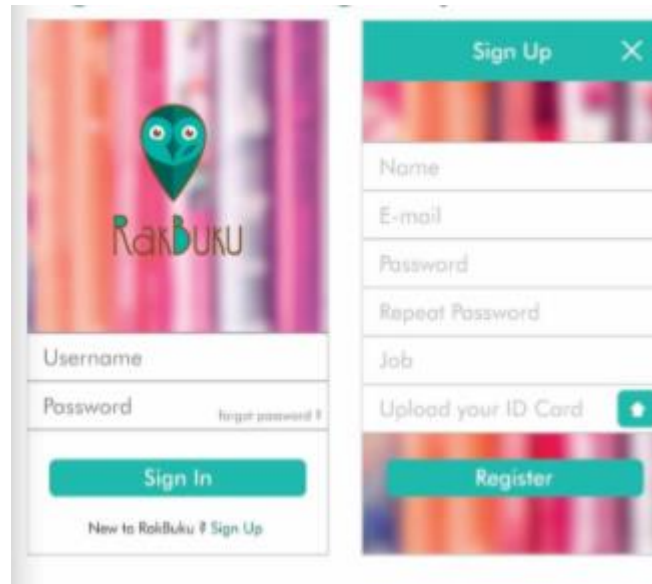 RakBuku
Username
Password
forgot password ?
Sign In
New to RakBuku ? Sign Up
Sign Up
Name
E-mail
Password
Repeat Password
Job
Upload your ID Card
Register